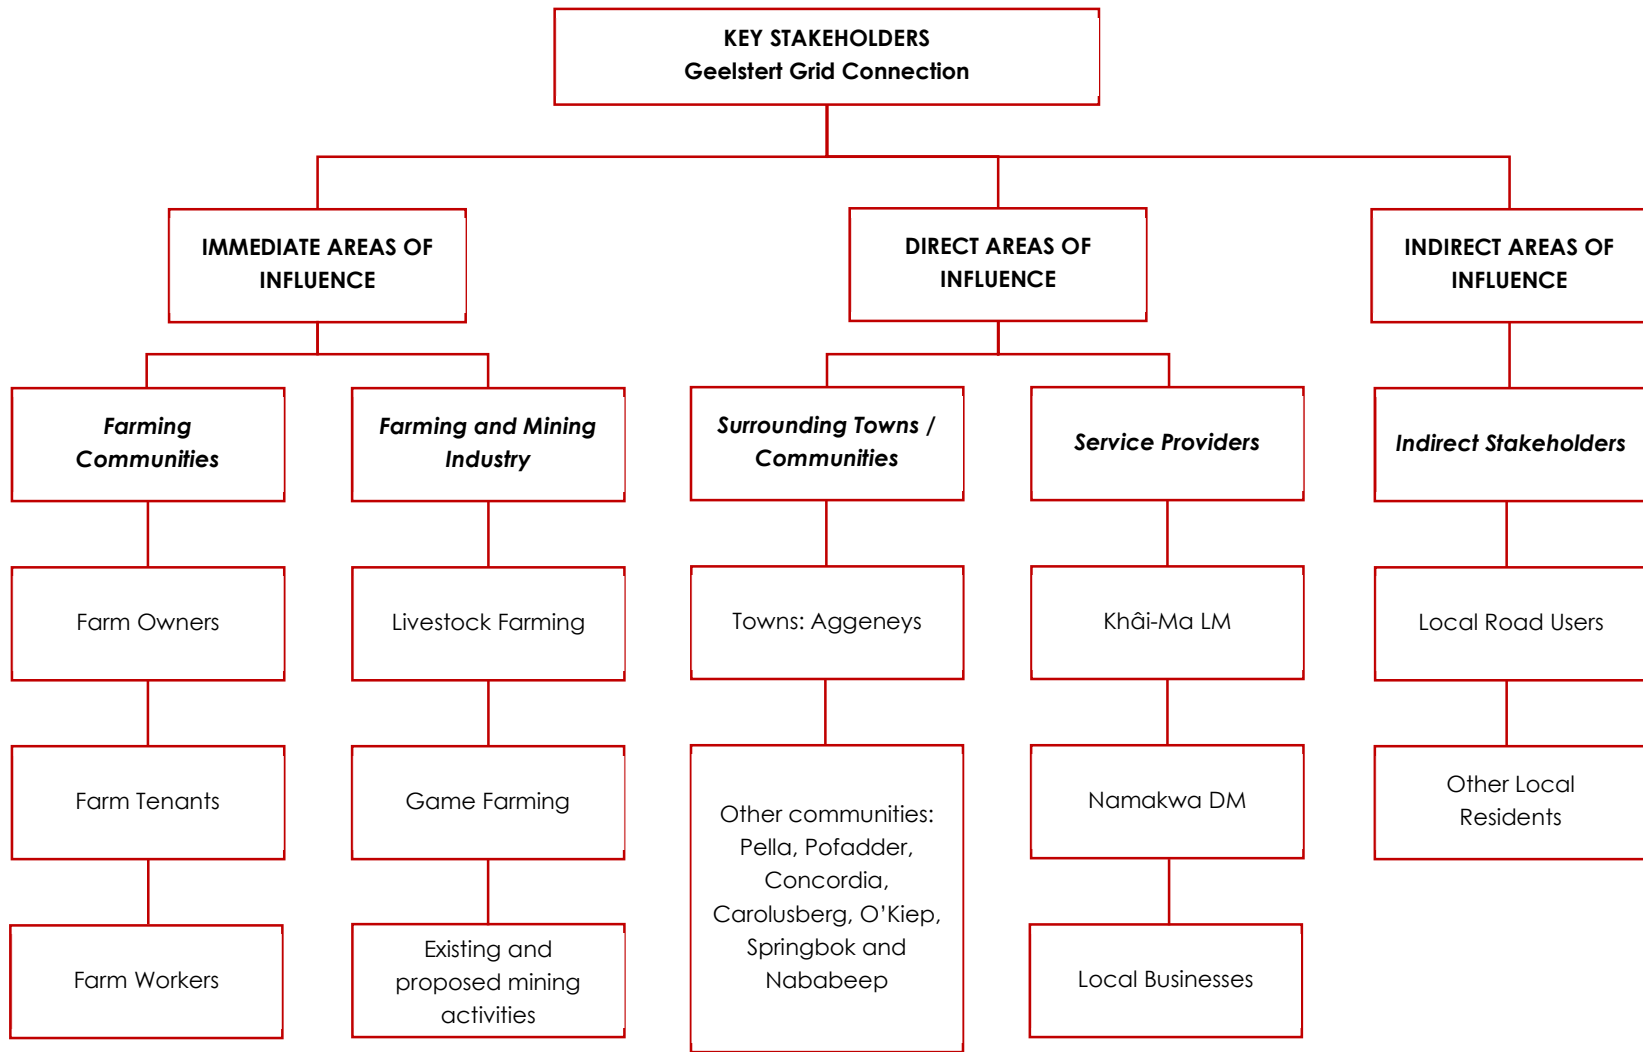 KEY STAKEHOLDERS
Geelstert Grid Connection
IMMEDIATE AREAS OF
INFLUENCE
DIRECT AREAS OF
INFLUENCE
INDIRECT AREAS OF
INFLUENCE
Farming
Communities
Farming and Mining
Industry
Surrounding Towns /
Communities
Service Providers
Indirect Stakeholders
Farm Owners
Livestock Farming
Towns: Aggeneys
Khâi-Ma LM
Local Road Users
Farm Tenants
Game Farming
Other communities:
Pella, Pofadder,
Concordia,
Carolusberg, O’Kiep,
Springbok and
Nababeep
Namakwa DM
Other Local
Residents
Farm Workers
Existing and
proposed mining
activities
Local Businesses